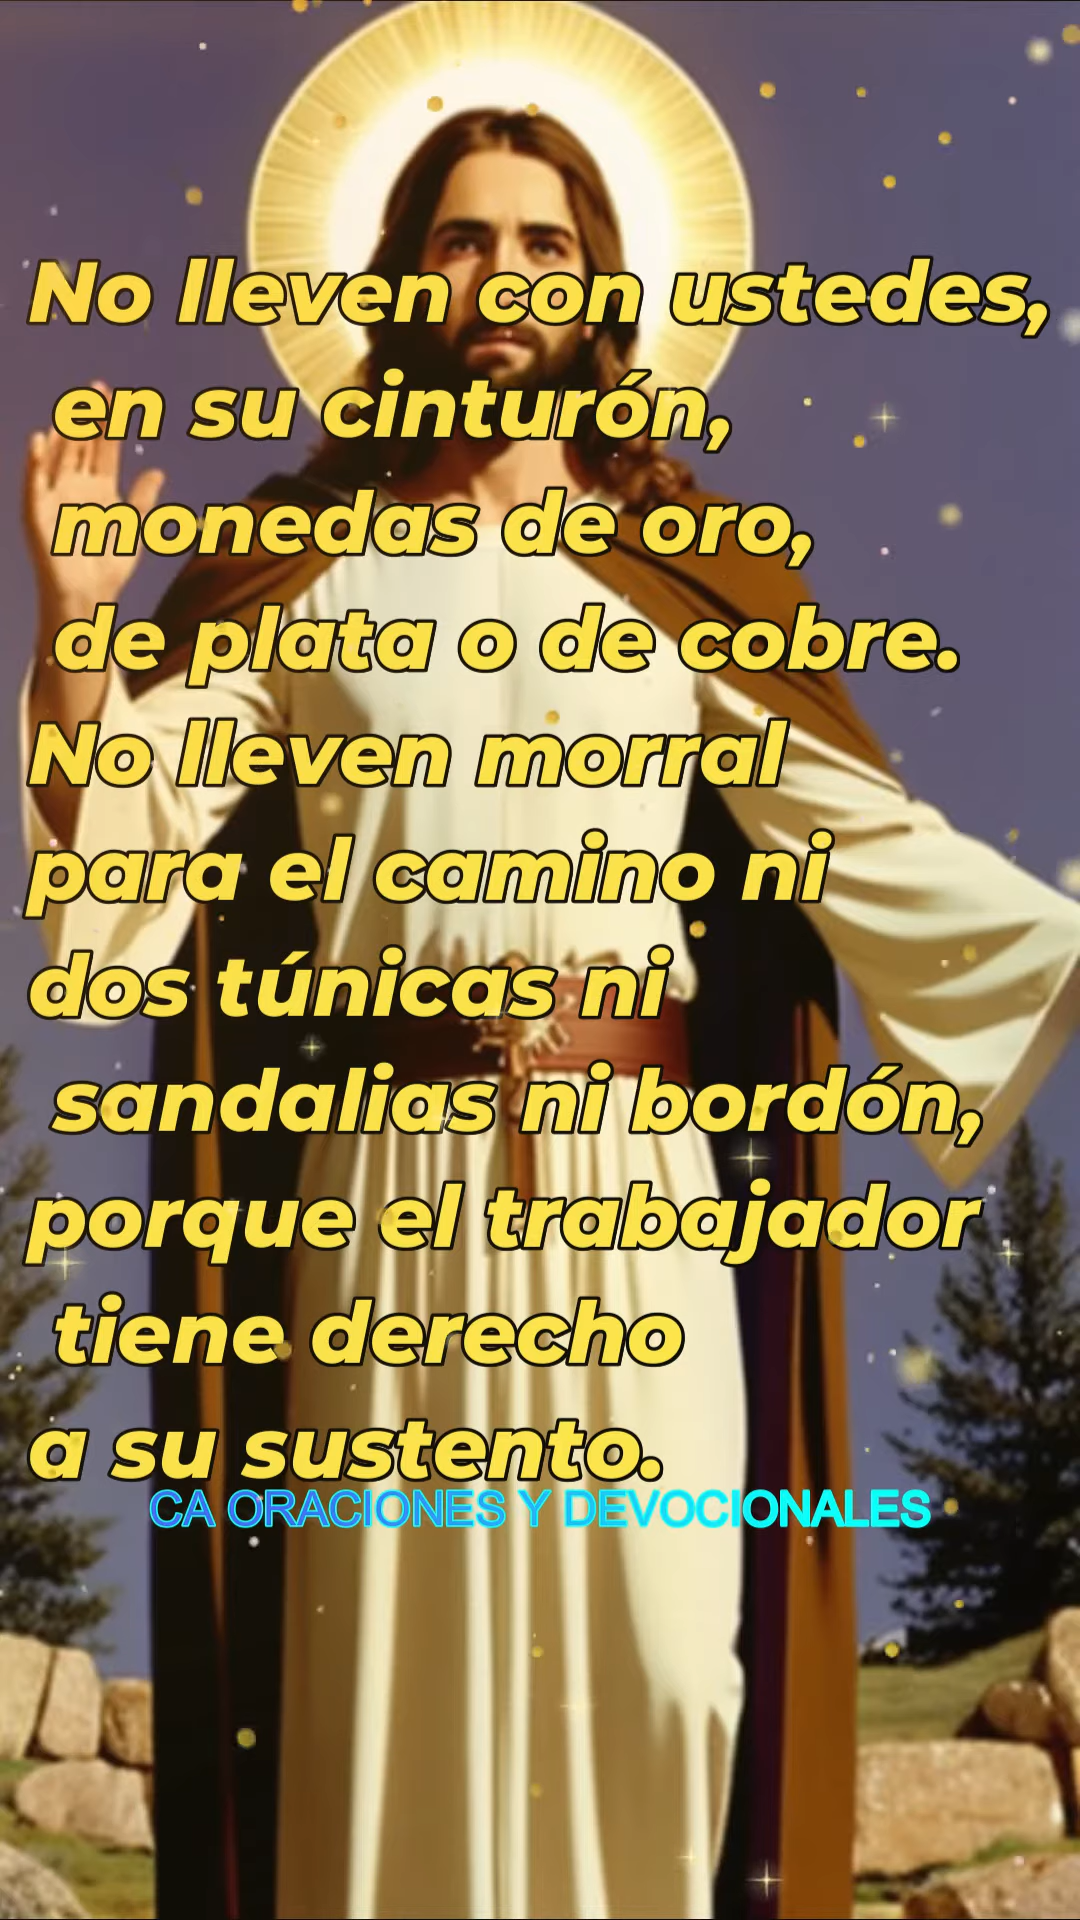 No lleven con ustedes,
en su cinturón,
monedas de oro,
de plata o de cobre.
No lleven morral
para el camino ni
dos túnicas ni
sandalias ni bordón,
porque el trabajador
tiene derecho
a su sustento.
CA ORACIONES Y DEVOCIONALES